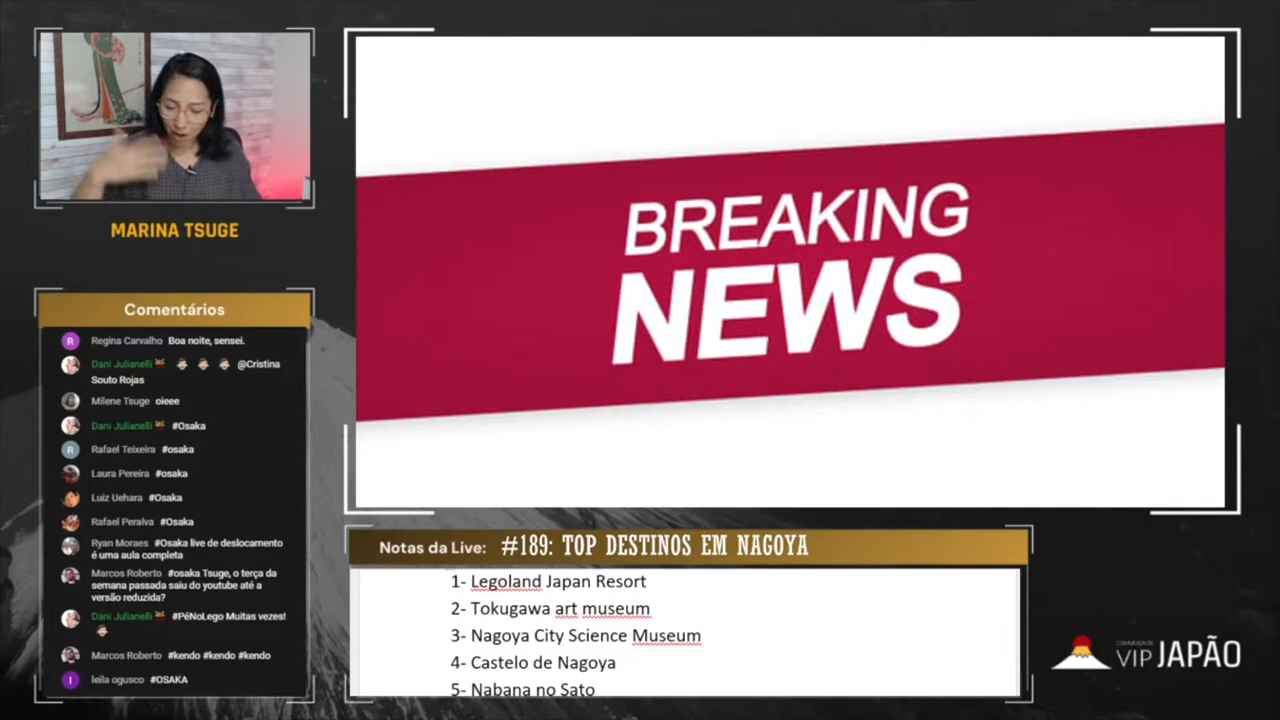 MARINA TSUGE
Comentários
Regina Carvalho Boa noite, sensei.
Dani Julianelli @Cristina
Souto Rojas
Milene Tsuge oieee
Dani Julianelli #Osaka
Rafael Teixeira #osaka
Laura Pereira #osaka
Luiz Uehara #Osaka
Rafael Peralva #Osaka
Ryan Moraes #Osaka live de deslocamento
é uma aula completa
Marcos Roberto #osaka Tsuge, o terça da
semana passada saiu do youtube até a
versão reduzida?
Dani Julianelli #PéNoLego Muitas vezes!
Marcos Roberto #kendo #kendo #kendo
leila ogusco #OSAKA
BREAKING
NEWS
Notas da Live: #189: TOP DESTINOS EM NAGOYA
1- Legoland Japan Resort
2- Tokugawa art museum
3- Nagoya City Science Museum
4- Castelo de Nagoya
5- Nabana no Sato
COMUNIDADE
VIP JAPÃO